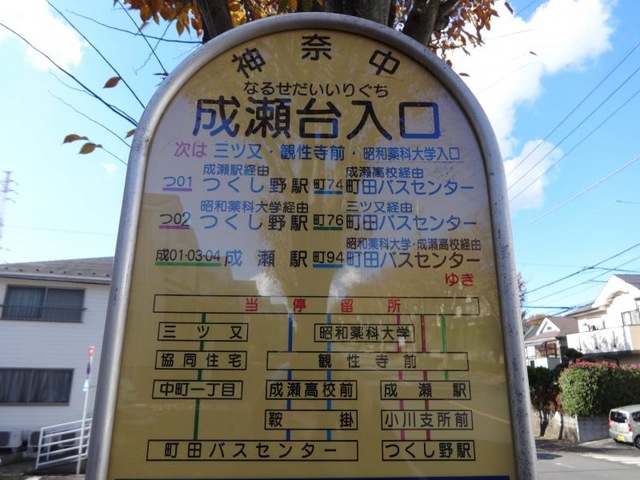 神奈中
なるせだいいりぐち
成瀬台入口
次は 三ツ又・観性寺前・昭和薬科大学入口
成瀬駅経由 成瀬高校経由
つ01 つくし野駅 町74 町田バスセンター
昭和薬科大学経由 三ツ又経由
つ02 つくし野駅 町76 町田バスセンター
昭和薬科大学・成瀬高校経由
成01・03・04 成瀬駅 町94 町田バスセンター
ゆき
当停留所
三ツ又 昭和薬科大学
協同住宅 観性寺前
中町一丁目 成瀬高校前 成瀬駅
鞍掛 小川支所前
町田バスセンター つくし野駅